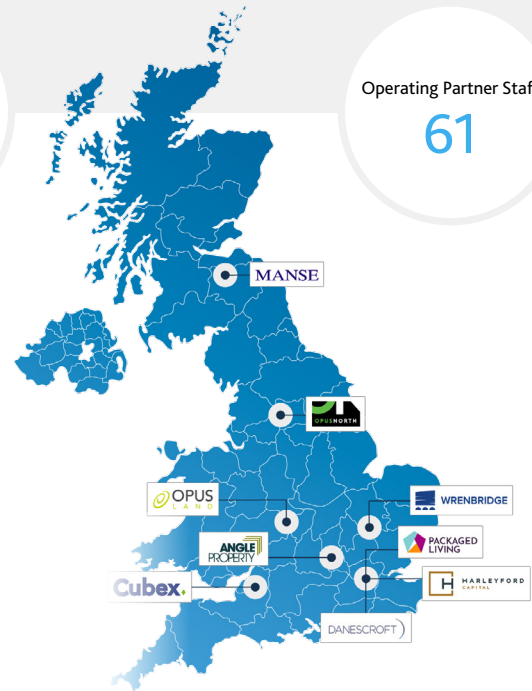 Operating Partner Staf
61
MANSE
OPUSNORTH
OPUS
LAND
WRENBRIDGE
ANGLE
PROPERTY
PACKAGED
LIVING
Cubex.
HARLEYFORD
CAPITAL
DANESCROFT